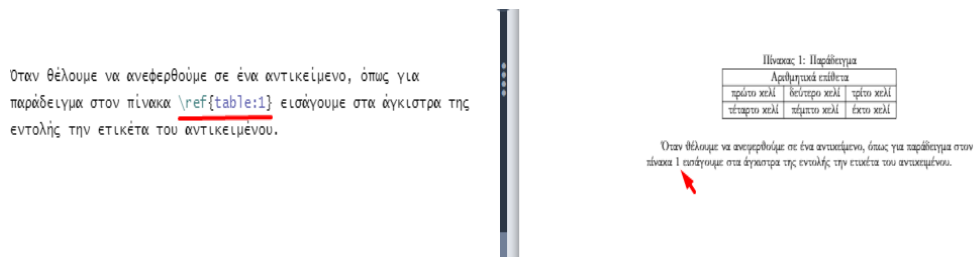 Όταν θέλουμε να ανεφερθούμε σε ένα αντικείμενο, όπως για
παράδειγμα στον πίνακα \ref{table:1} εισάγουμε στα άγκιστρα της
εντολής την ετικέτα του αντικειμένου.
Πίνακας 1: Παράδειγμα
Αριθμητικά επίθετα
πρώτο κελί δεύτερο κελί τρίτο κελί
τέταρτο κελί πέμπτο κελί έκτο κελί
Όταν θέλουμε να ανεφερθούμε σε ένα αντικείμενο, όπως για παράδειγμα στον
πίνακα 1 εισάγουμε στα άγκιστρα της εντολής την ετικέτα του αντικειμένου.